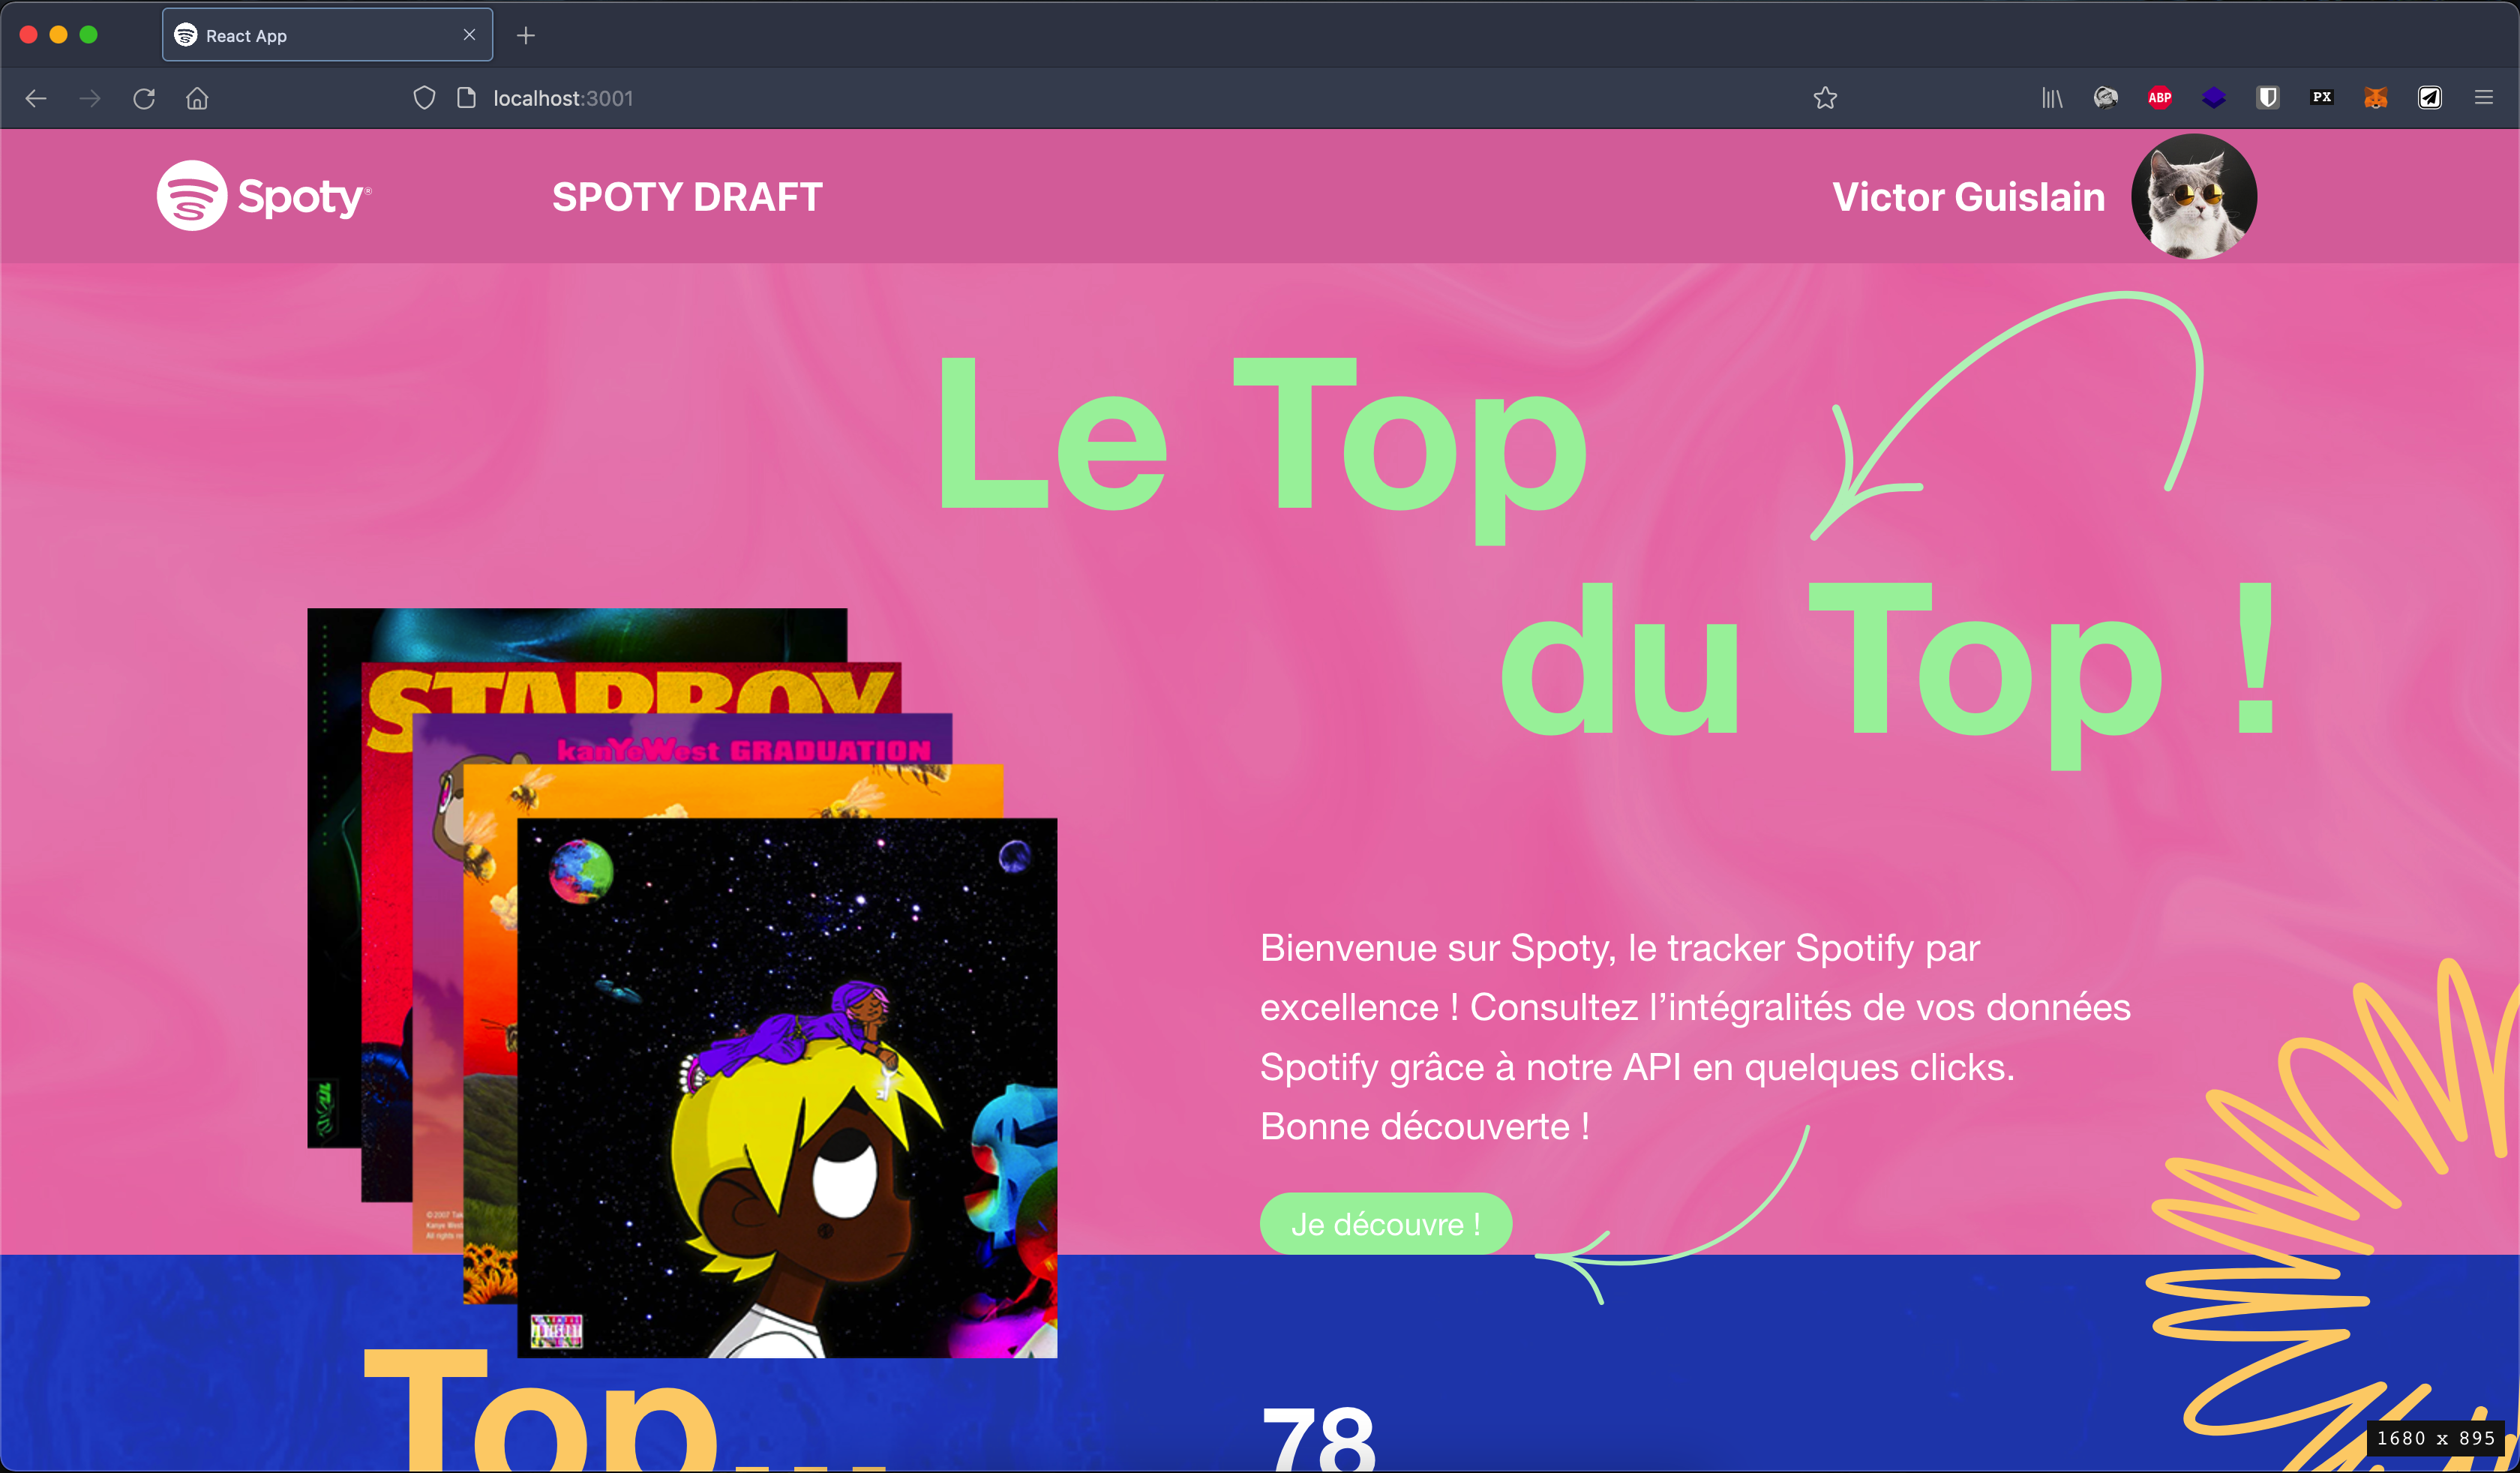 React App
localhost:3001
ABP
PX
Spoty®
SPOTY DRAFT
Victor Guislain
Le Top
du Top !
STARBOY
kanYeWest GRADUATION
Bienvenue sur Spoty, le tracker Spotify par
excellence ! Consultez l’intégralités de vos données
Spotify grâce à notre API en quelques clicks.
Bonne découverte !
Je découvre !
Top...
78
1680 x 895